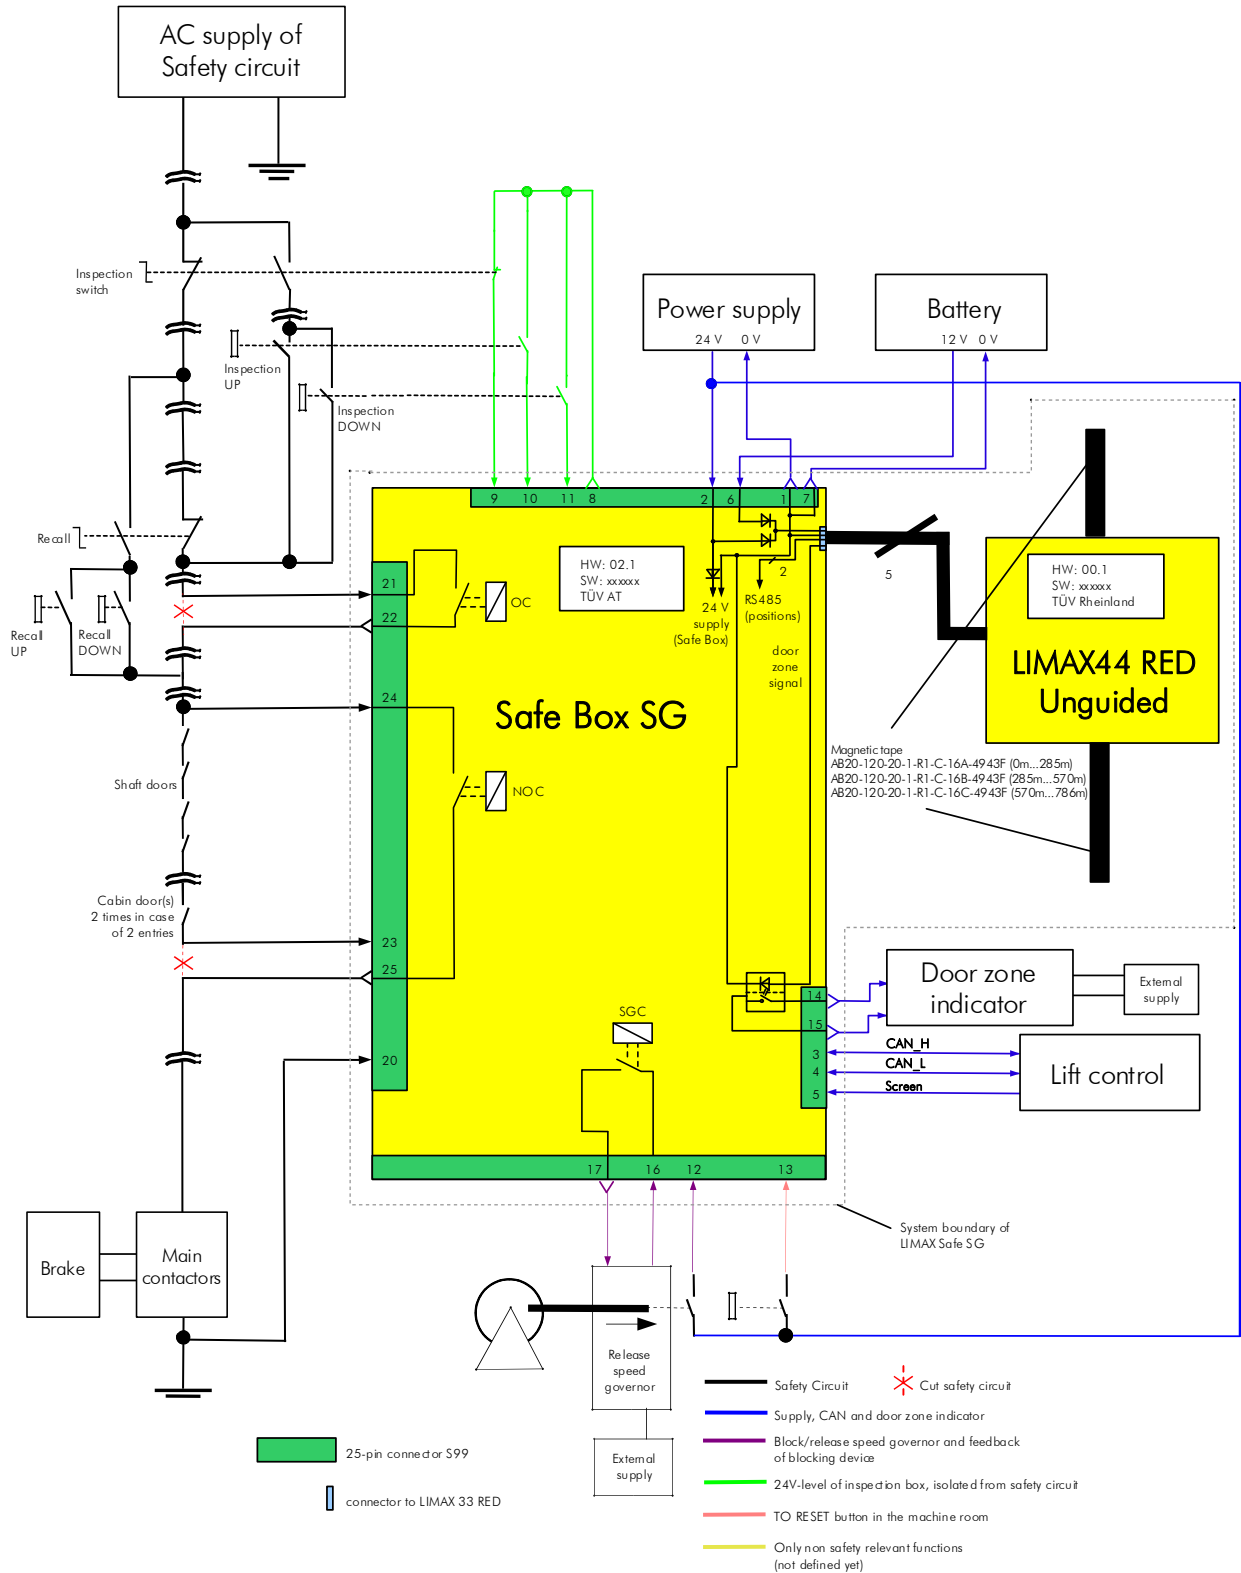 AC supply of
Safety circuit
Inspection
switch
Inspection
UP
Inspection
DOWN
Power supply
24 V 0 V
Battery
12 V 0 V
9 10 11 8 2 6 1 7
Recall
Recall
UP
Recall
DOWN
21
22
24
OC
HW: 02.1
SW: xxxxxx
TÜV AT
24 V
supply
(Safe Box)
2
RS485
(positions)
door
zone
signal
5
HW: 00.1
SW: xxxxxx
TÜV Rheinland
LIMAX44 RED
Unguided
Safe Box SG
Magnetic tape
AB20-120-20-1-R1-C-16A-4943F (0m...285m)
AB20-120-20-1-R1-C-16B-4943F (285m...570m)
AB20-120-20-1-R1-C-16C-4943F (570m...786m)
Shaft doors
NOC
Cabin door(s)
2 times in case
of 2 entries
23
25
20
SGC
14
15
3
4
5
Door zone
indicator
External
supply
CAN_H
CAN_L
Screen
Lift control
17 16 12 13
System boundary of
LIMAX Safe SG
Brake
Main
contactors
Release
speed
governor
External
supply
25-pin connector S99
connector to LIMAX 33 RED
Safety Circuit
Cut safety circuit
Supply, CAN and door zone indicator
Block/release speed governor and feedback
of blocking device
24V-level of inspection box, isolated from safety circuit
TO RESET button in the machine room
Only non safety relevant functions
(not defined yet)